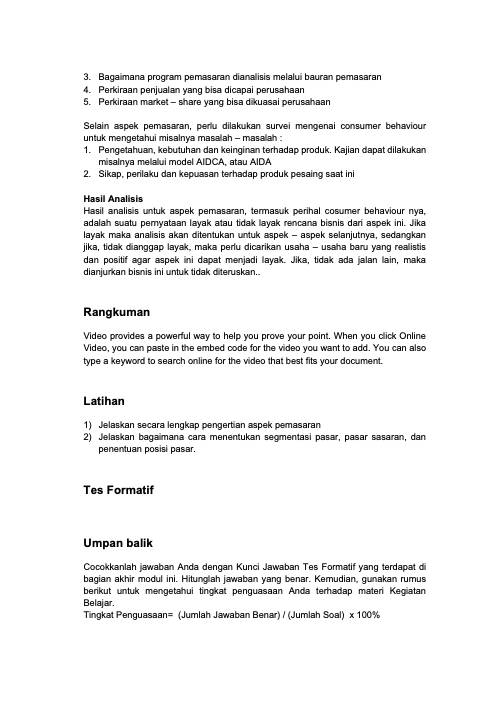 3. Bagaimana program pemasaran dianalisis melalui bauran pemasaran
4. Perkiraan penjualan yang bisa dicapai perusahaan
5. Perkiraan market – share yang bisa dikuasai perusahaan
Selain aspek pemasaran, perlu dilakukan survei mengenai consumer behaviour
untuk mengetahui misalnya masalah – masalah :
1. Pengetahuan, kebutuhan dan keinginan terhadap produk. Kajian dapat dilakukan
misalnya melalui model AIDCA, atau AIDA
2. Sikap, perilaku dan kepuasan terhadap produk pesaing saat ini
Hasil Analisis
Hasil analisis untuk aspek pemasaran, termasuk perihal cosumer behaviour nya,
adalah suatu pernyataan layak atau tidak layak rencana bisnis dari aspek ini. Jika
layak maka analisis akan ditentukan untuk aspek – aspek selanjutnya, sedangkan
jika, tidak dianggap layak, maka perlu dicarikan usaha – usaha baru yang realistis
dan positif agar aspek ini dapat menjadi layak. Jika, tidak ada jalan lain, maka
dianjurkan bisnis ini untuk tidak diteruskan..
Rangkuman
Video provides a powerful way to help you prove your point. When you click Online
Video, you can paste in the embed code for the video you want to add. You can also
type a keyword to search online for the video that best fits your document.
Latihan
1) Jelaskan secara lengkap pengertian aspek pemasaran
2) Jelaskan bagaimana cara menentukan segmentasi pasar, pasar sasaran, dan
penentuan posisi pasar.
Tes Formatif
Umpan balik
Cocokkanlah jawaban Anda dengan Kunci Jawaban Tes Formatif yang terdapat di
bagian akhir modul ini. Hitunglah jawaban yang benar. Kemudian, gunakan rumus
berikut untuk mengetahui tingkat penguasaan Anda terhadap materi Kegiatan
Belajar.
Tingkat Penguasaan= (Jumlah Jawaban Benar) / (Jumlah Soal) x 100%